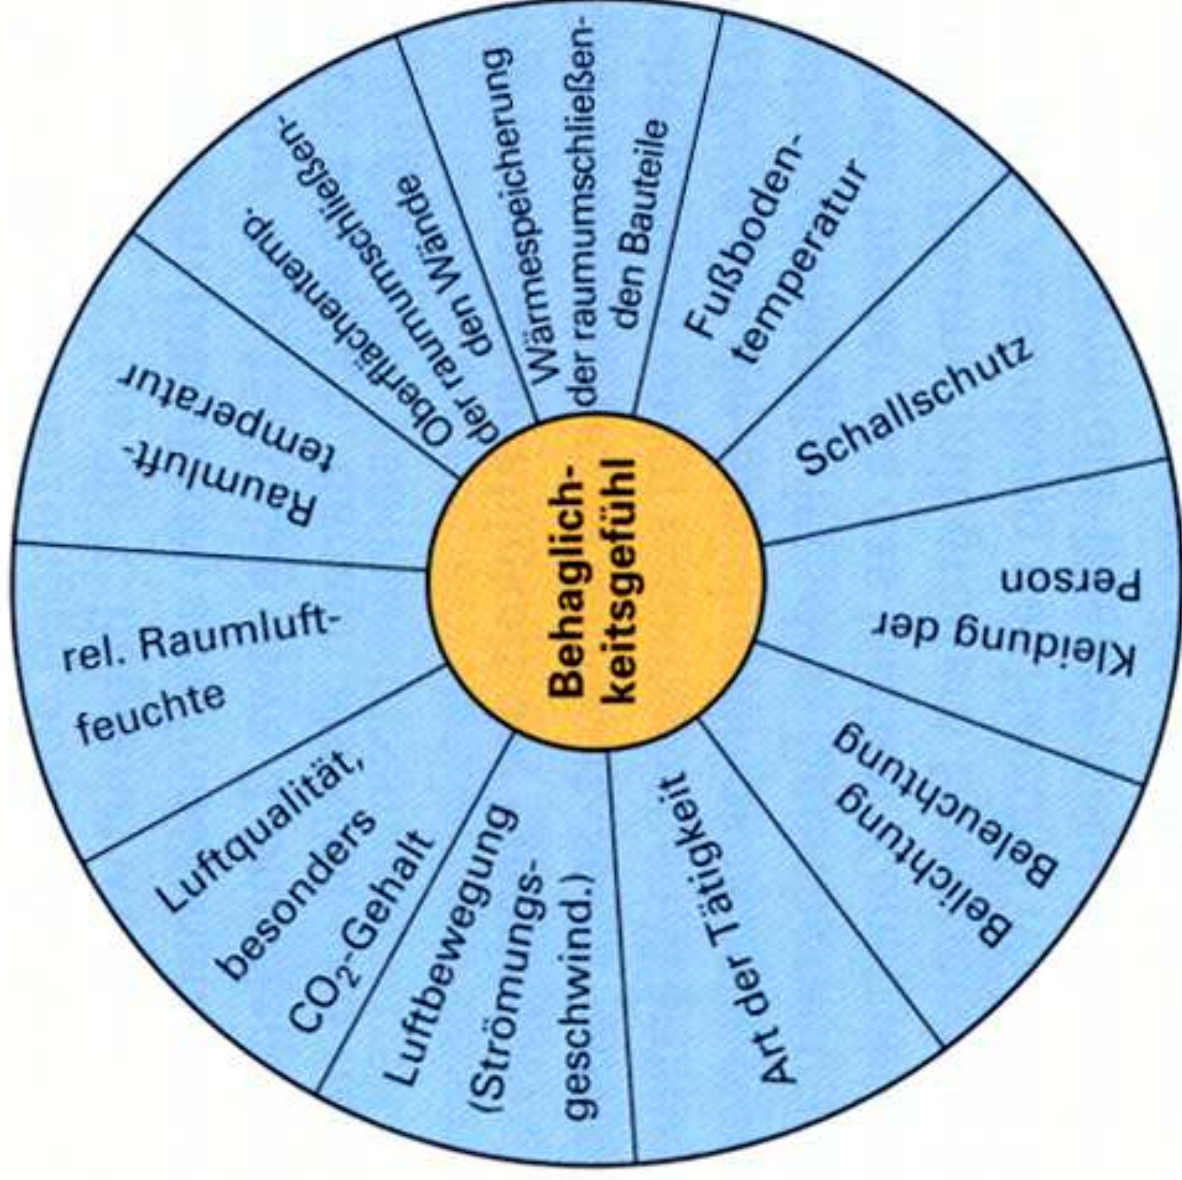 Behaglich-
keitsgefühl
Wärmespeicherung
der raumumschließen-
den Bauteile
Fußboden-
temperatur
Schallschutz
Kleidung der
Person
Belichtung
Beleuchtung
Art der Tätigkeit
Luftbewegung
(Strömungs-
geschwind.)
Luftqualität,
besonders
CO₂-Gehalt
rel. Raumluft-
feuchte
Raumluft-
temperatur
Oberflächentemp.
der raumumschließen-
den Wände